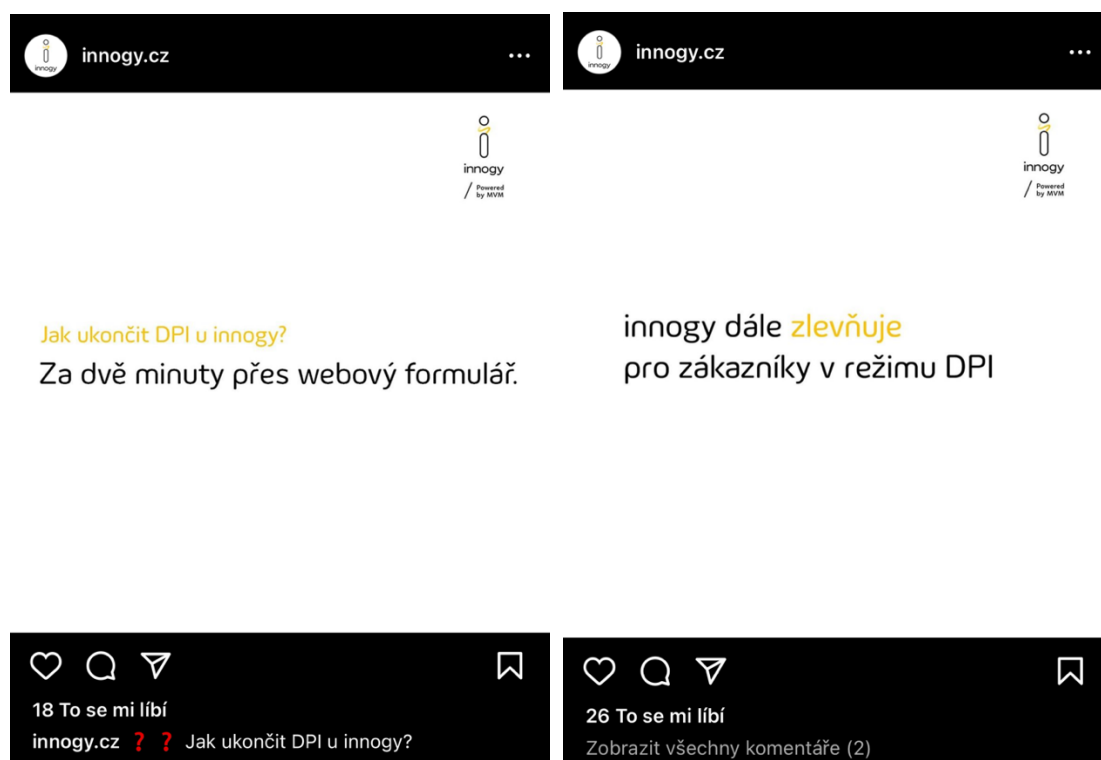 innogy.cz
innogy
innogy
/ Powered
by MVM
Jak ukončit DPI u innogy?
Za dvě minuty přes webový formulář.
18 To se mi líbí
innogy.cz ❓ ❓ Jak ukončit DPI u innogy?
innogy.cz
innogy
innogy
/ Powered
by MVM
innogy dále zlevňuje
pro zákazníky v režimu DPI
26 To se mi líbí
Zobrazit všechny komentáře (2)